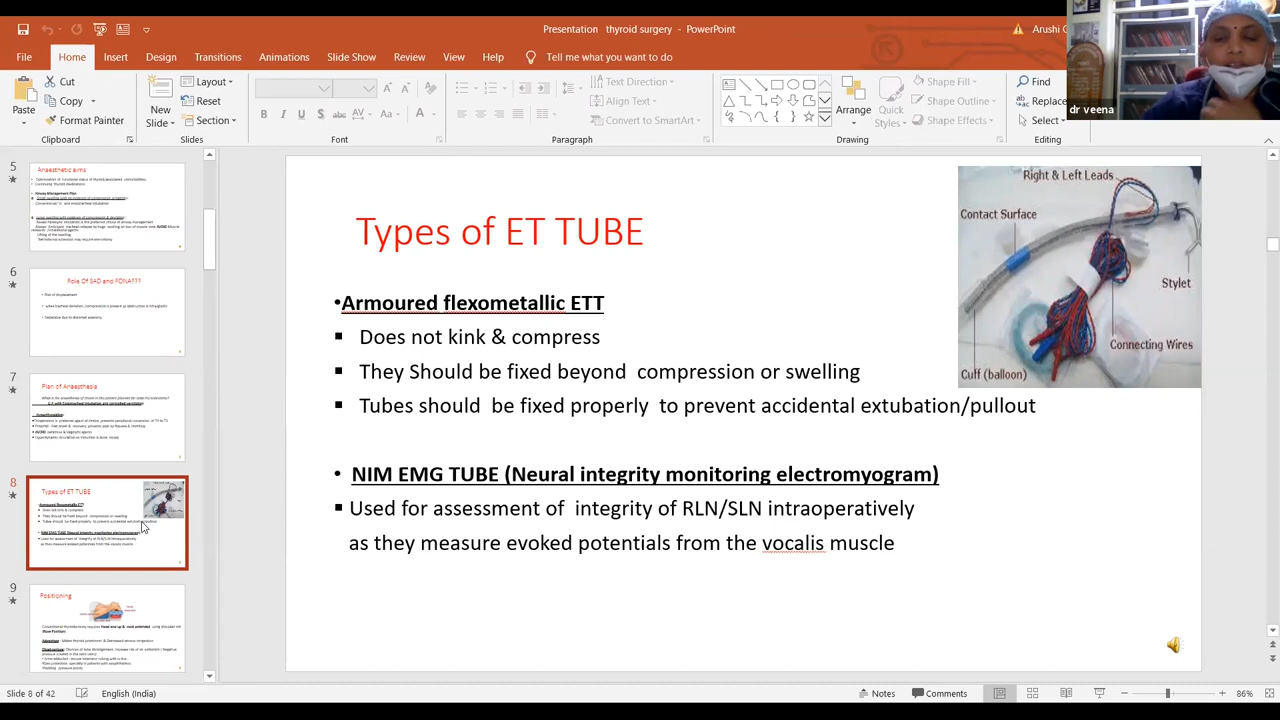 Presentation thyroid surgery - PowerPoint
Arushi G
File Home Insert Design Transitions Animations Slide Show Review View Help Tell me what you want to do
Paste
Cut
Copy
Format Painter
Clipboard
New Slide
Layout
Reset
Section
Slides
Font
Text Direction
Align Text
Convert to SmartArt
Paragraph
Arrange
Quick Styles
Shape Fill
Shape Outline
Shape Effects
Drawing
Find
Replace
Select
Editing
dr veena
5
Anaesthetic aims
6
Role Of SAD and FONA???
7
Plan of Anaesthesia
8
Types of ET TUBE
9
Positioning
Types of ET TUBE
•Armoured flexometallic ETT
▪ Does not kink & compress
▪ They Should be fixed beyond compression or swelling
▪ Tubes should be fixed properly to prevent accidental extubation/pullout
• NIM EMG TUBE (Neural integrity monitoring electromyogram)
▪ Used for assessment of integrity of RLN/SLN intraoperatively
as they measure evoked potentials from the vocalis muscle
Right & Left Leads
Contact Surface
Stylet
Connecting Wires
Cuff (balloon)
Slide 8 of 42 English (India) Notes Comments 86%